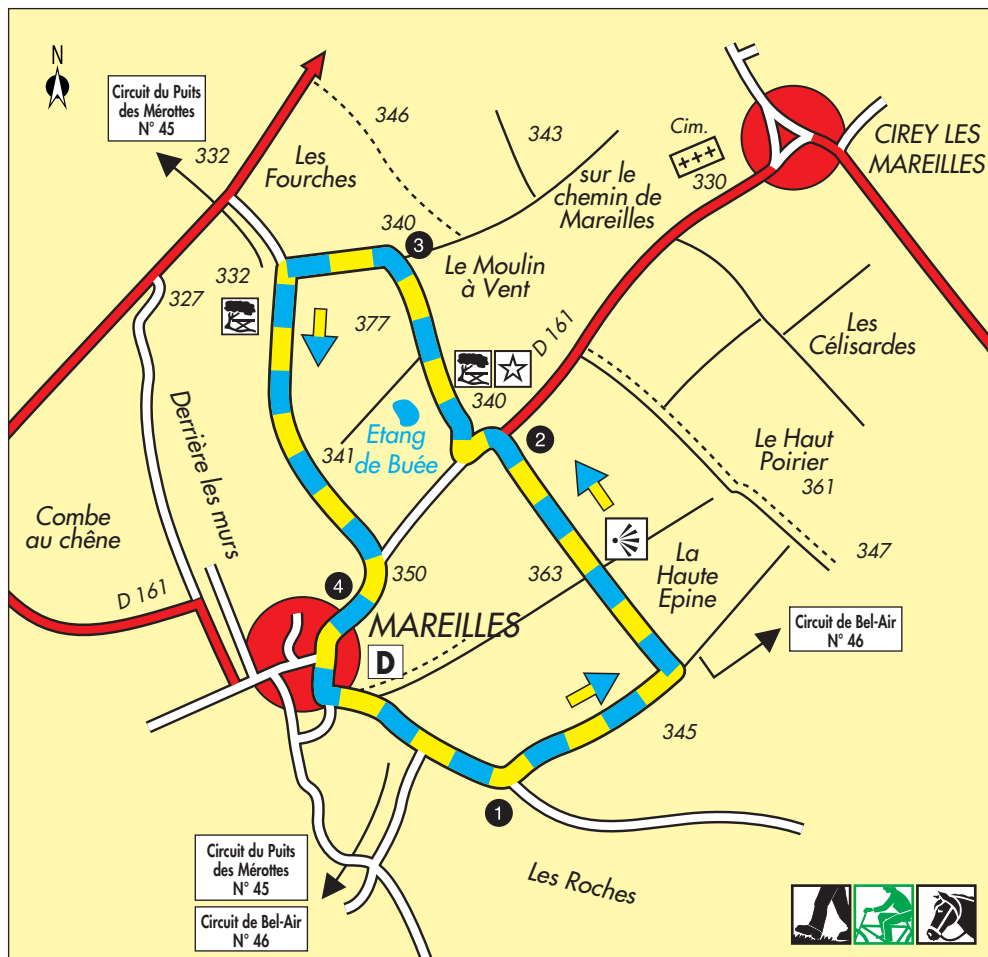 N
Circuit du Puits
des Mérottes
N° 45
332
Les
Fourches
346
343
Cim.
+++
330
CIREY LES
MAREILLES
sur le
chemin de
Mareilles
340
3
Le Moulin
à Vent
332
327
377
D 161
Les
Célisardes
340
2
Derrière les murs
Etang
de Buée
341
Le Haut
Poirier
361
Combe
au chêne
347
350
363
La
Haute
Epine
4
D 161
MAREILLES
D
Circuit de Bel-Air
N° 46
345
1
Circuit du Puits
des Mérottes
N° 45
Circuit de Bel-Air
N° 46
Les Roches